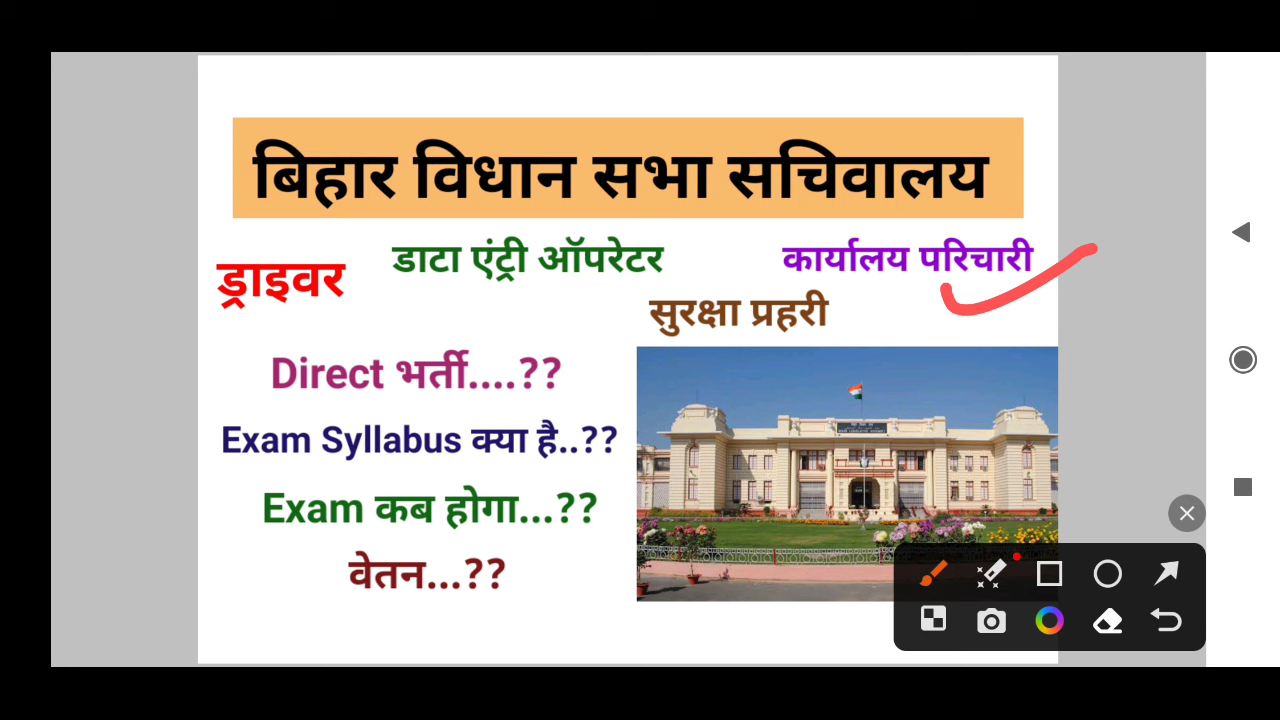 बिहार विधान सभा सचिवालय
ड्राइवर
डाटा एंट्री ऑपरेटर
कार्यालय परिचारी
सुरक्षा प्रहरी
Direct भर्ती....??
Exam Syllabus क्या है..??
Exam कब होगा...??
वेतन...??